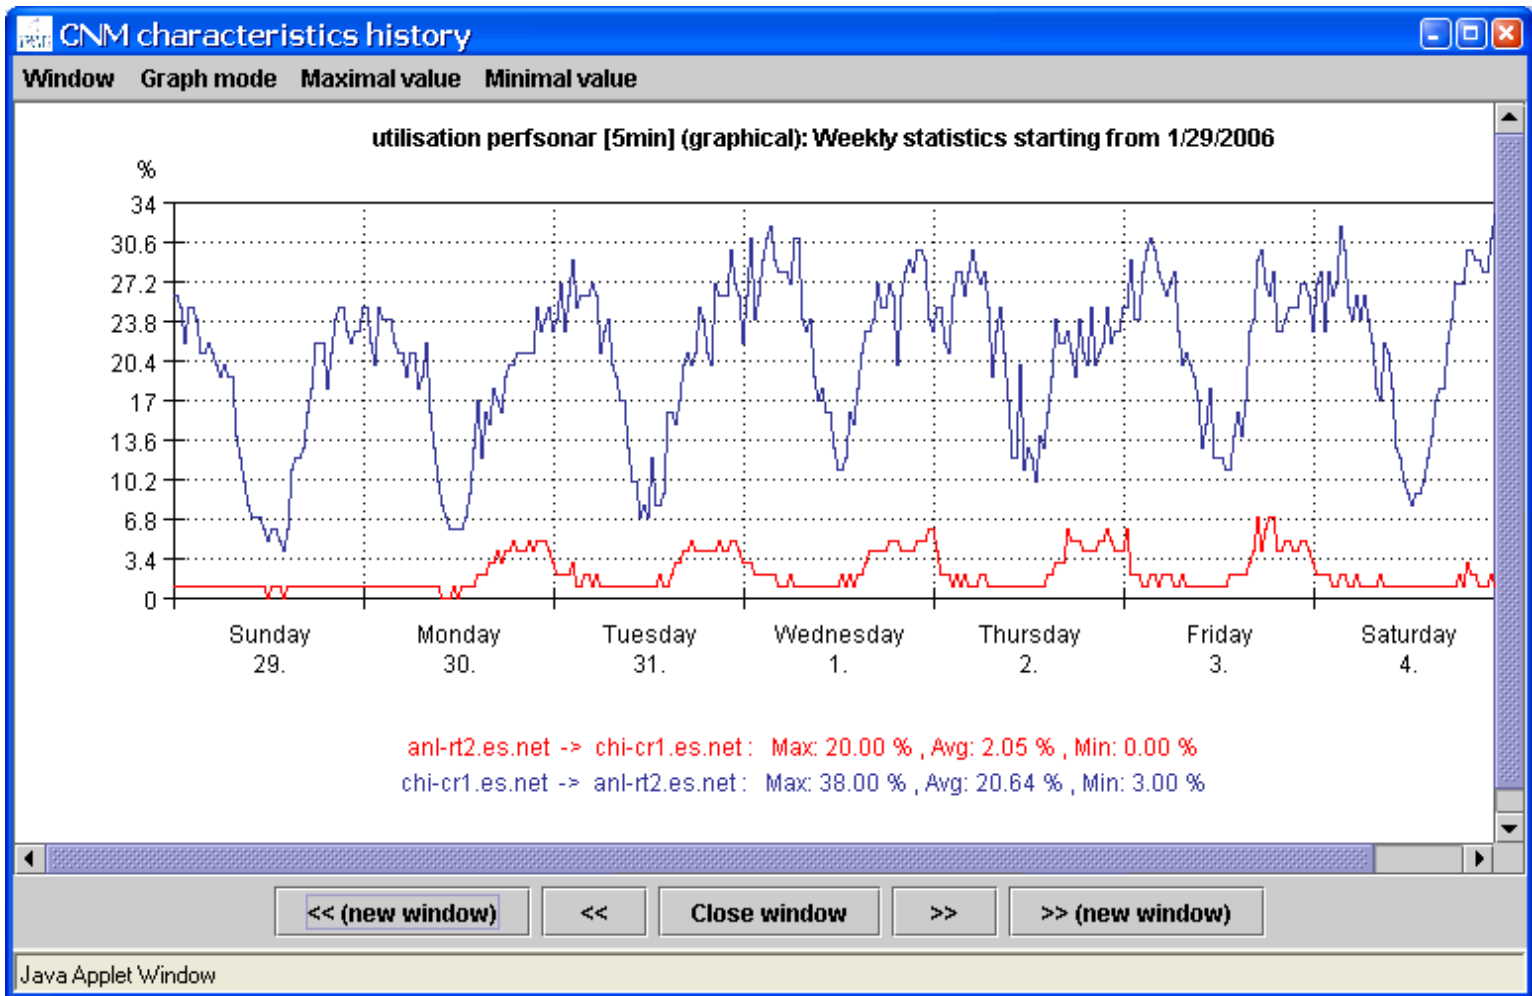 CNM characteristics history
Window Graph mode Maximal value Minimal value
utilisation perfsonar [5min] (graphical): Weekly statistics starting from 1/29/2006
%
34
30.6
27.2
23.8
20.4
17
13.6
10.2
6.8
3.4
0
Sunday Monday Tuesday Wednesday Thursday Friday Saturday
29. 30. 31. 1. 2. 3. 4.
anl-rt2.es.net -> chi-cr1.es.net : Max: 20.00 % , Avg: 2.05 % , Min: 0.00 %
chi-cr1.es.net -> anl-rt2.es.net : Max: 38.00 % , Avg: 20.64 % , Min: 3.00 %
<< (new window) << Close window >> >> (new window)
Java Applet Window